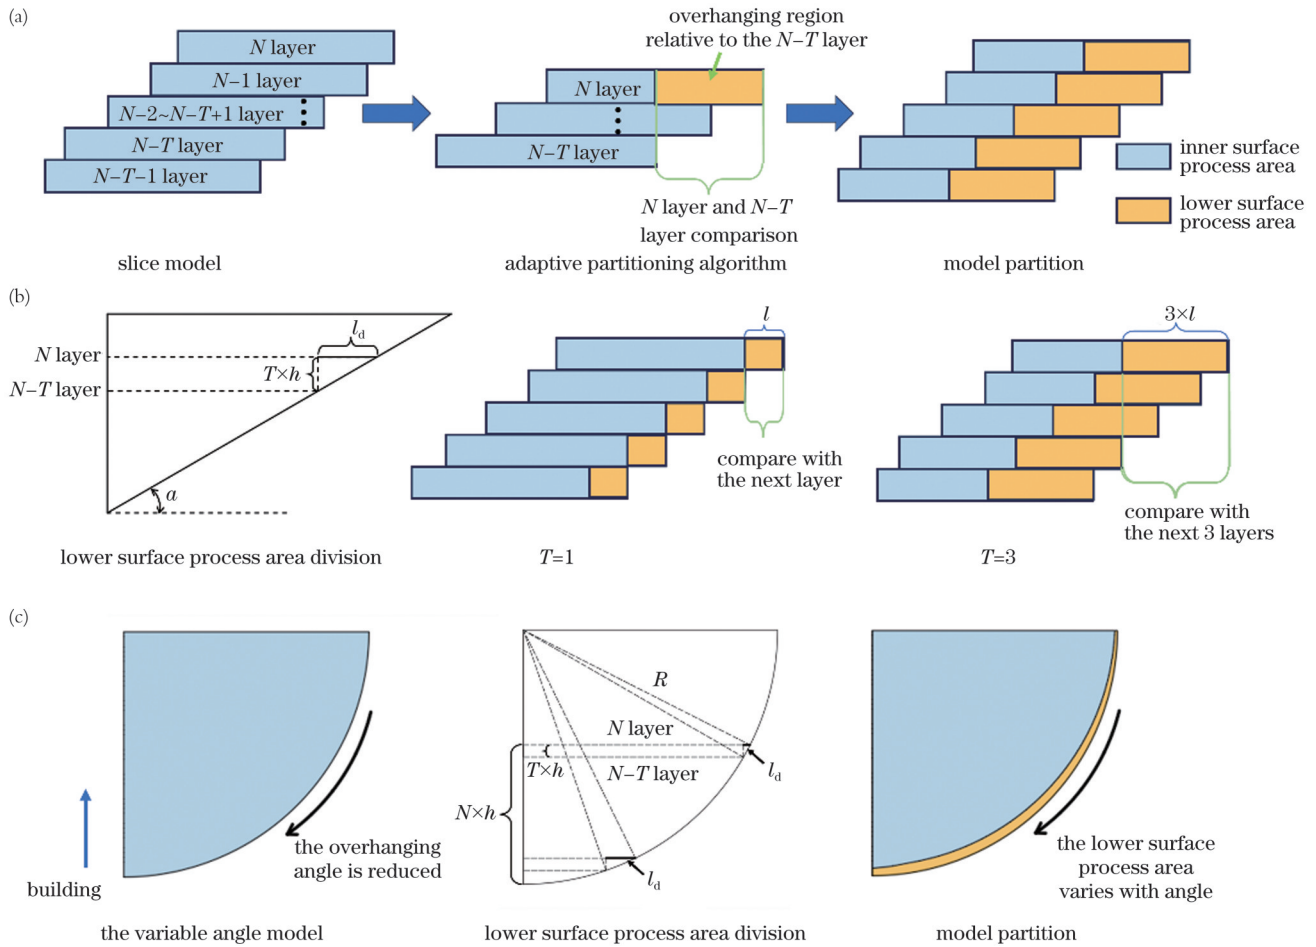 (a)
N layer
N−1 layer
N−2~N−T+1 layer
N−T layer
N−T−1 layer
slice model
overhanging region
relative to the N−T layer
N layer
N−T layer
N layer and N−T
layer comparison
adaptive partitioning algorithm
model partition
inner surface
process area
lower surface
process area
(b)
N layer
N−T layer
T×h
l_d
a
lower surface process area division
l
compare with
the next layer
T=1
3×l
compare with
the next 3 layers
T=3
(c)
building
the overhanging
angle is reduced
the variable angle model
R
N layer
N−T layer
T×h
N×h
l_d
l_d
lower surface process area division
the lower surface
process area
varies with angle
model partition